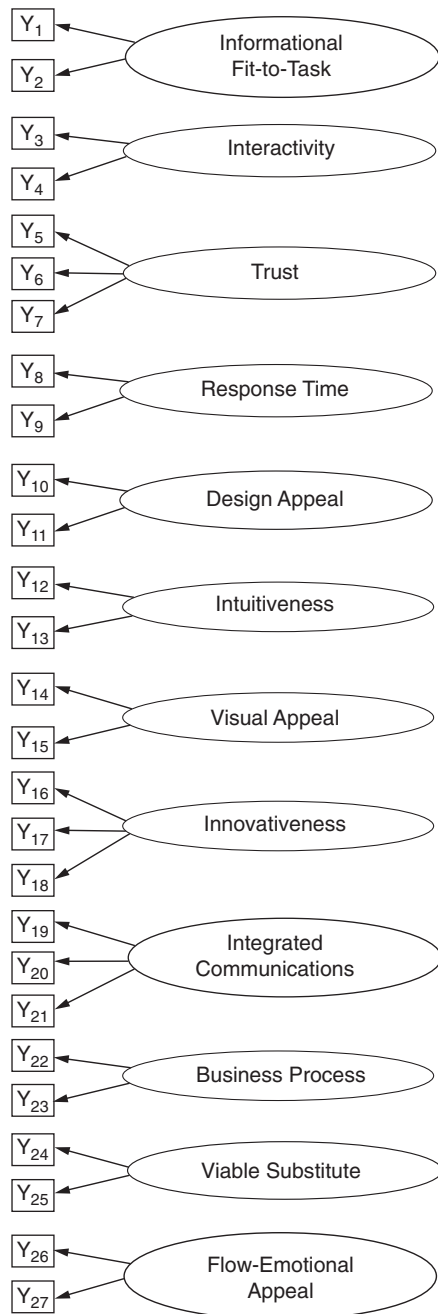 Y1
Informational
Fit-to-Task
Y2
Y3
Interactivity
Y4
Y5
Y6
Trust
Y7
Y8
Response Time
Y9
Y10
Design Appeal
Y11
Y12
Intuitiveness
Y13
Y14
Visual Appeal
Y15
Y16
Y17
Innovativeness
Y18
Y19
Integrated
Communications
Y20
Y21
Y22
Business Process
Y23
Y24
Viable Substitute
Y25
Y26
Flow-Emotional
Appeal
Y27